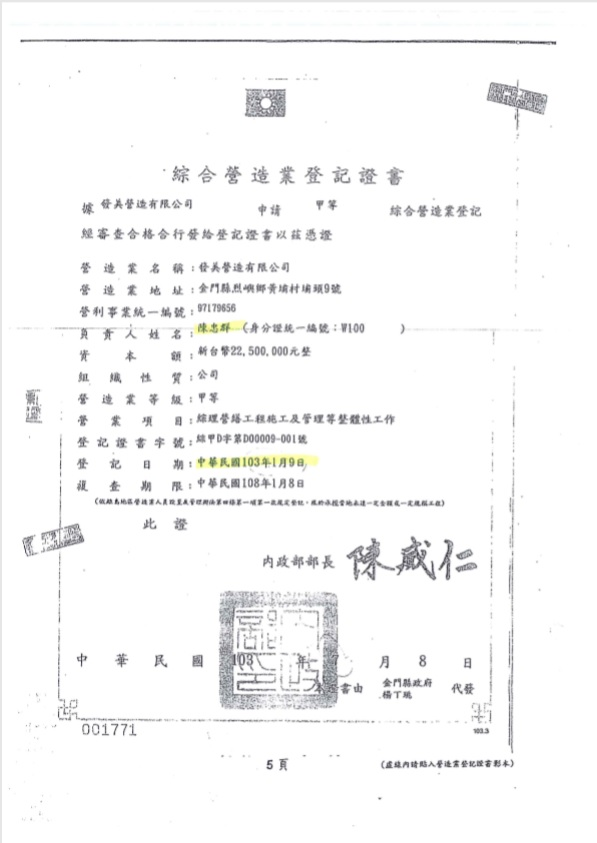 綜合營造業登記證書
據 發美營造有限公司 申請 甲等 綜合營造業登記
經審查合格合行發給登記證書以茲憑證
營造業名稱：發美營造有限公司
營造業地址：金門縣烈嶼鄉黃埔村埔頭9號
營利事業統一編號：97179656
負責人姓名：陳忠群 (身分證統一編號：W100 )
資本額：新台幣22,500,000元整
組織性質：公司
營造業等級：甲等
營業項目：綜理營繕工程施工及管理等整體性工作
登記證書字號：綜甲D字第D00009-001號
登記日期：中華民國103年1月9日
複查期限：中華民國108年1月8日
此證
內政部部長 陳威仁
中華民國 103 年 月 8 日
本證書由 金門縣政府 代發
001771
103.3
5 頁
(虛線內請貼入營造業登記證書影本)